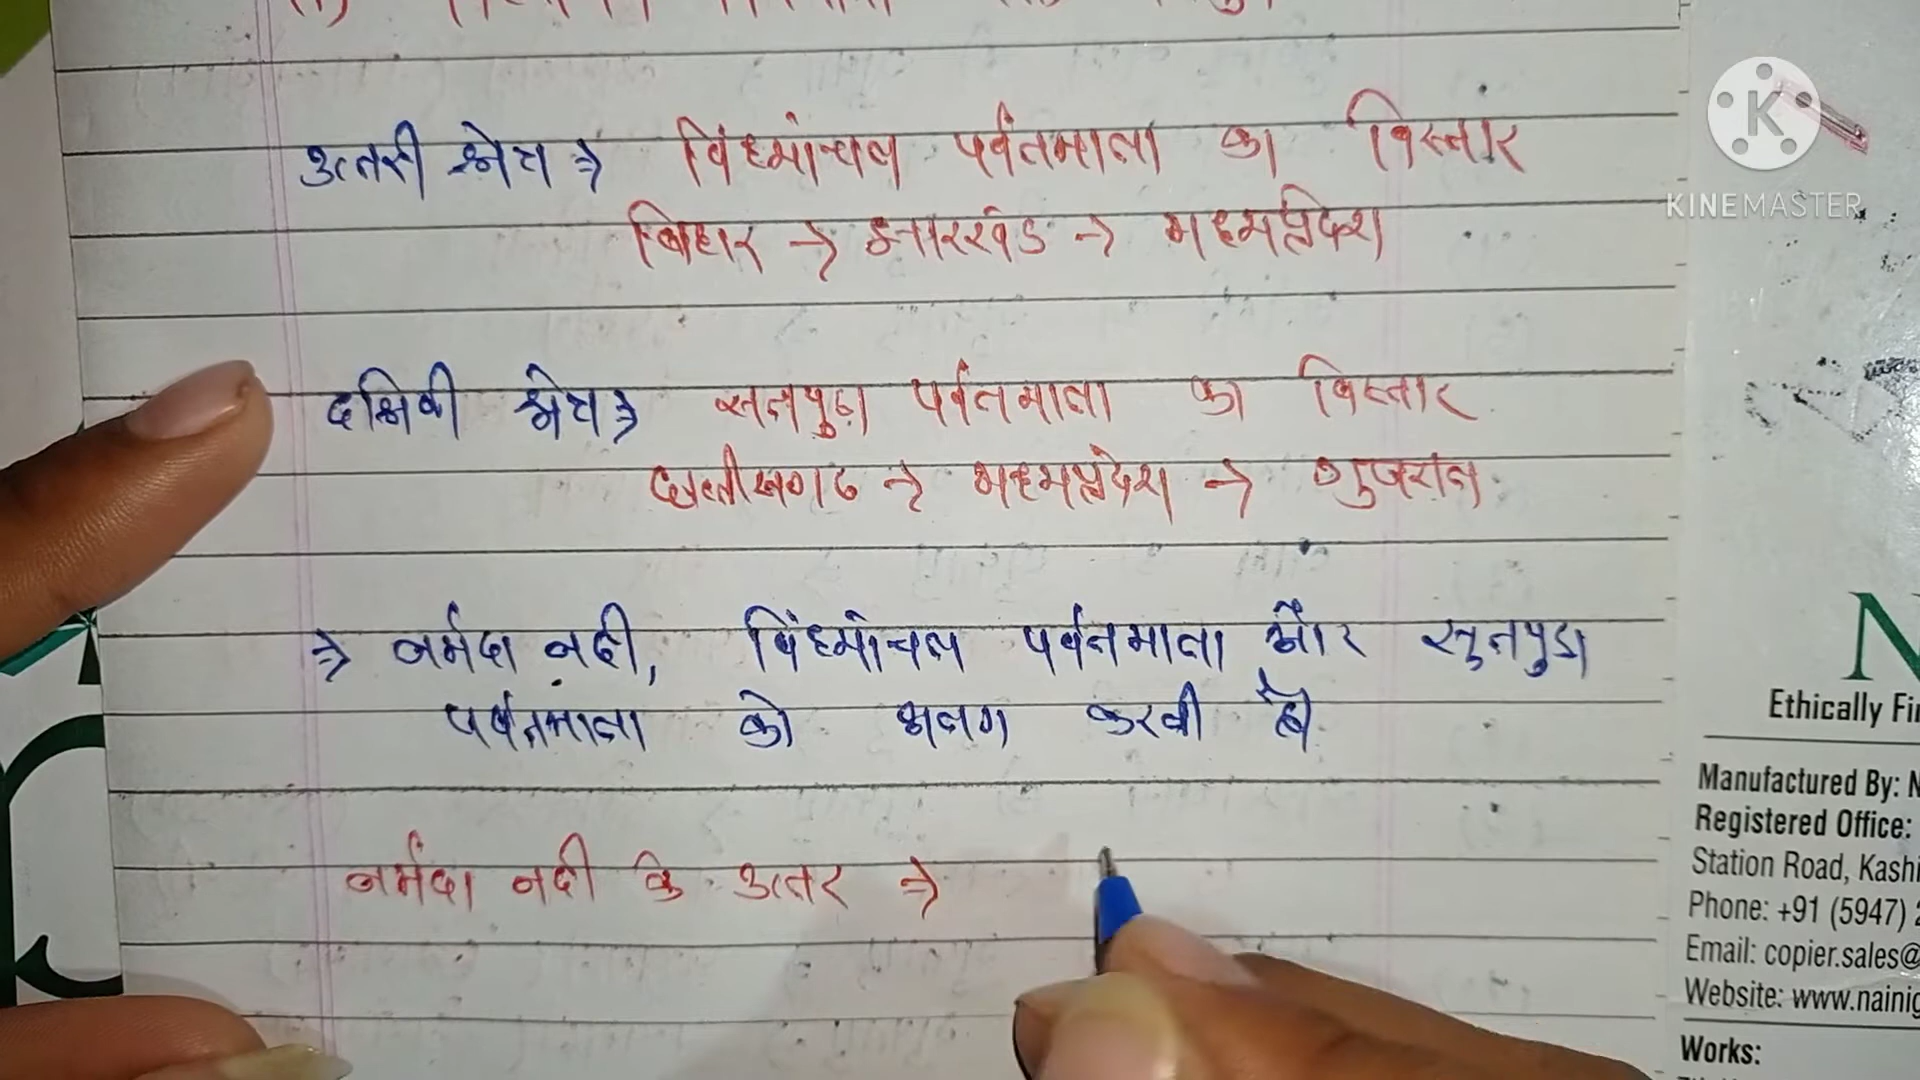 उत्तरी क्षेत्र → विंध्यांचल पर्वतमाला का विस्तार
बिहार → झारखंड → मध्यप्रदेश
दक्षिणी क्षेत्र → सतपुड़ा पर्वतमाला का विस्तार
छत्तीसगढ → मध्यप्रदेश → गुजरात
→ नर्मदा नदी, विंध्यांचल पर्वतमाला और सतपुडा
पर्वतमाला को अलग करती है
नर्मदा नदी के उत्तर →
K
KINEMASTER
N
Ethically Fi
Manufactured By: N
Registered Office:
Station Road, Kashi
Phone: +91 (5947) 2
Email: copier.sales@
Website: www.nainig
Works: